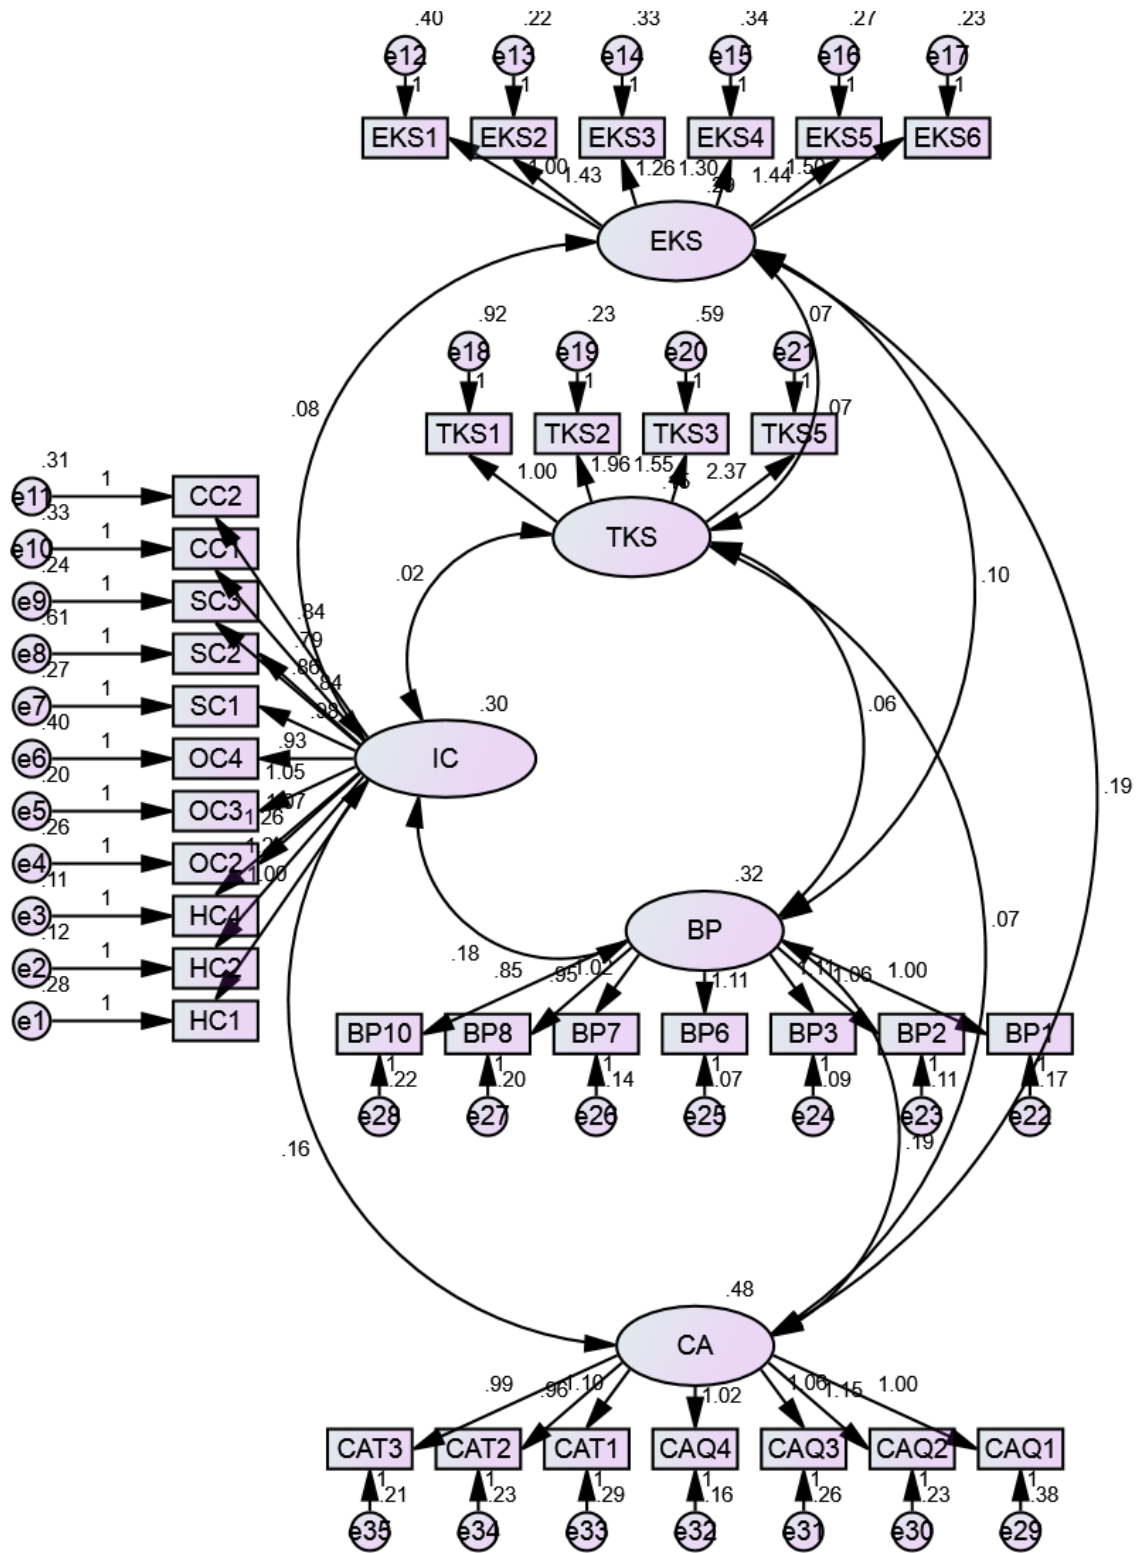 .40 .22 .33 .34 .27 .23
e12 e13 e14 e15 e16 e17
1 1 1 1 1 1
EKS1 EKS2 EKS3 EKS4 EKS5 EKS6
1.00 1.43 1.26 1.30 1.44 1.50
.29
EKS
.92 .23 .59 .07
e18 e19 e20 e21
1 1 1 1
.08
TKS1 TKS2 TKS3 TKS5
.07
1.00 1.96 1.55 2.37
TKS
.02
.10
.31
e11 1 CC2
.33
e10 1 CC1
.24
e9 1 SC3
.61
e8 1 SC2
.27
e7 1 SC1
.40
e6 1 OC4
.20
e5 1 OC3
.26
e4 1 OC2
.11
e3 1 HC4
.12
e2 1 HC2
.28
e1 1 HC1
.84
.79
.86
.84
.98
.93
1.05
1.07
1.26
1.00
.30
IC
.06
.19
.32
BP
.07
.18
.85 .95 1.02 1.11 1.11 1.06 1.00
BP10 BP8 BP7 BP6 BP3 BP2 BP1
1 1 1 1 1 1 1
.22 .20 .14 .07 .09 .11 .17
e28 e27 e26 e25 e24 e23 e22
.16
.19
.48
CA
.99 .96 1.10 1.02 1.06 1.15 1.00
CAT3 CAT2 CAT1 CAQ4 CAQ3 CAQ2 CAQ1
1 1 1 1 1 1 1
.21 .23 .29 .16 .26 .23 .38
e35 e34 e33 e32 e31 e30 e29